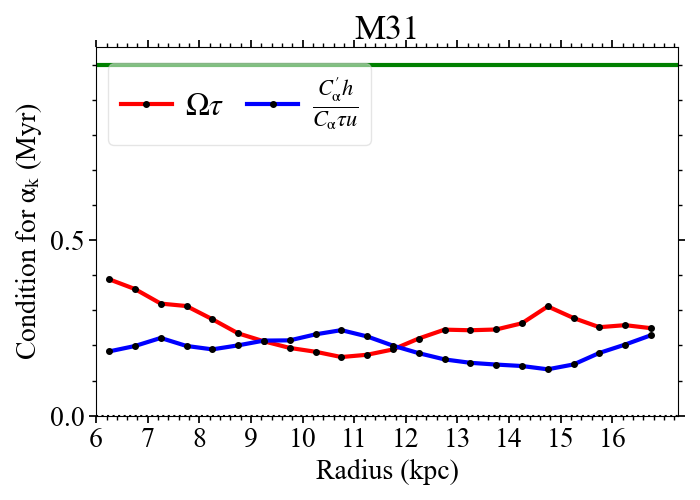 M31
Condition for αₖ (Myr)
Ωτ
C′αh / Cατu
0.5
0.0
6 7 8 9 10 11 12 13 14 15 16
Radius (kpc)